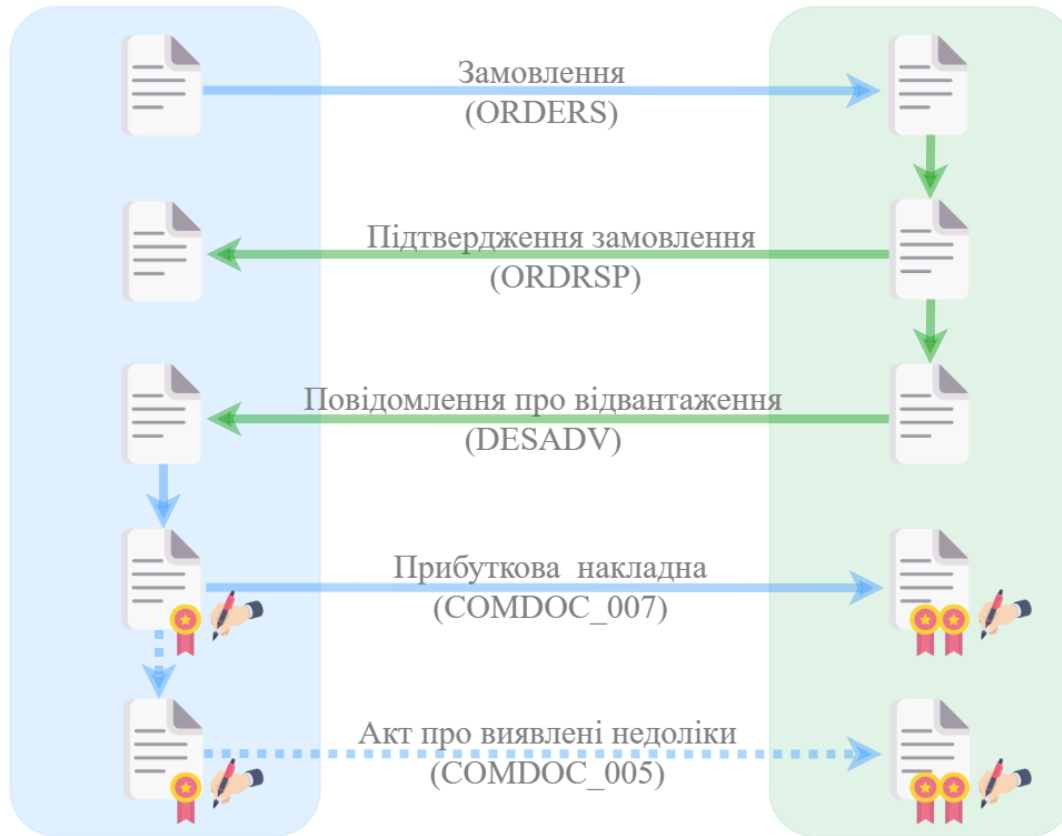 Замовлення
(ORDERS)
Підтвердження замовлення
(ORDRSP)
Повідомлення про відвантаження
(DESADV)
Прибуткова накладна
(COMDOC_007)
Акт про виявлені недоліки
(COMDOC_005)